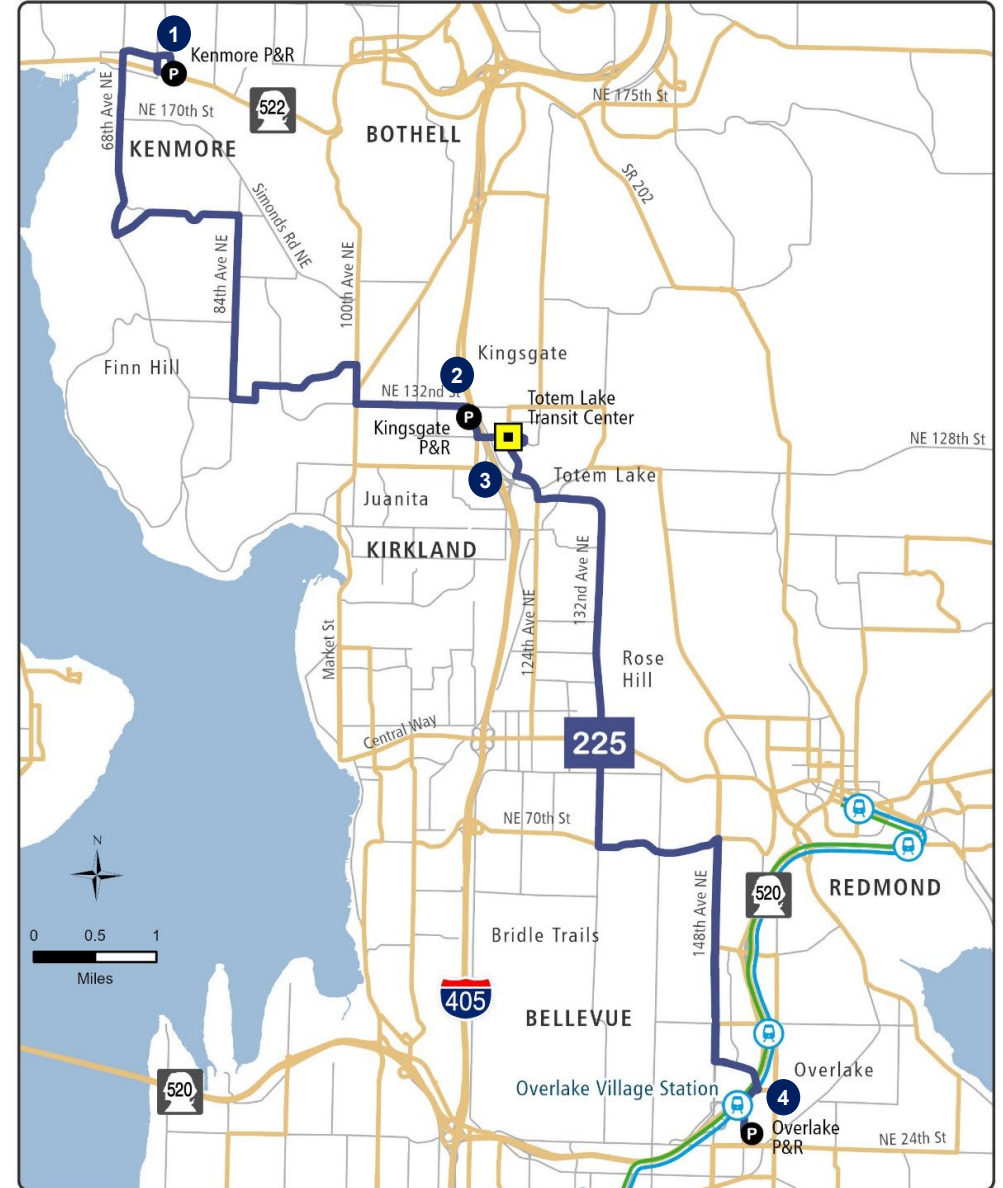 1
Kenmore P&R
P
68th Ave NE
NE 170th St
522
KENMORE
BOTHELL
NE 175th St
SR 202
Simonds Rd NE
84th Ave NE
100th Ave NE
Finn Hill
Kingsgate
2
NE 132nd St
P
Kingsgate
P&R
Totem Lake
Transit Center
NE 128th St
3
Totem Lake
Juanita
KIRKLAND
132nd Ave NE
124th Ave NE
Market St
Rose
Hill
Central Way
225
NE 70th St
N
0 0.5 1
Miles
148th Ave NE
520
REDMOND
Bridle Trails
405
BELLEVUE
520
Overlake Village Station
Overlake
4
P
Overlake
P&R
NE 24th St